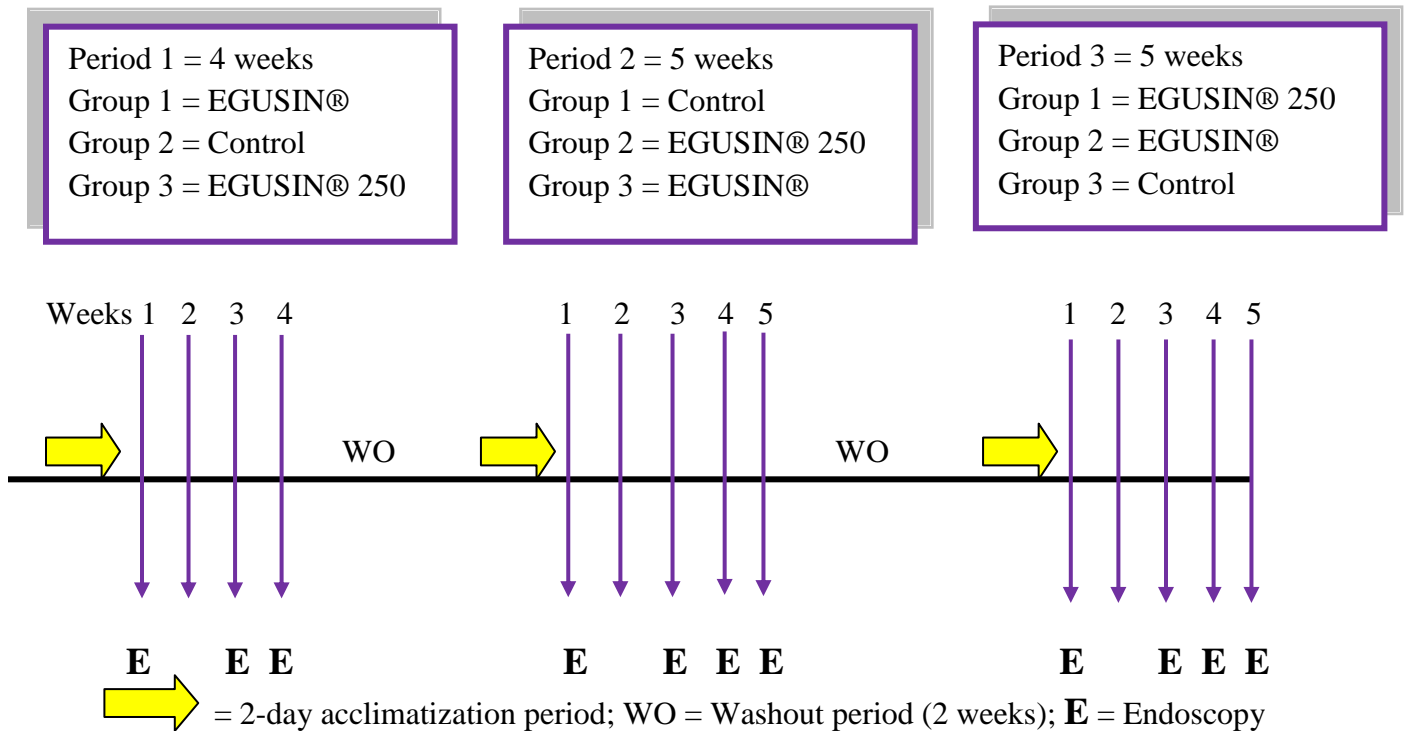 Period 1 = 4 weeks
Group 1 = EGUSIN®
Group 2 = Control
Group 3 = EGUSIN® 250
Period 2 = 5 weeks
Group 1 = Control
Group 2 = EGUSIN® 250
Group 3 = EGUSIN®
Period 3 = 5 weeks
Group 1 = EGUSIN® 250
Group 2 = EGUSIN®
Group 3 = Control
Weeks 1 2 3 4 1 2 3 4 5 1 2 3 4 5
WO WO
E E E E E E E E E E E
= 2-day acclimatization period; WO = Washout period (2 weeks); E = Endoscopy